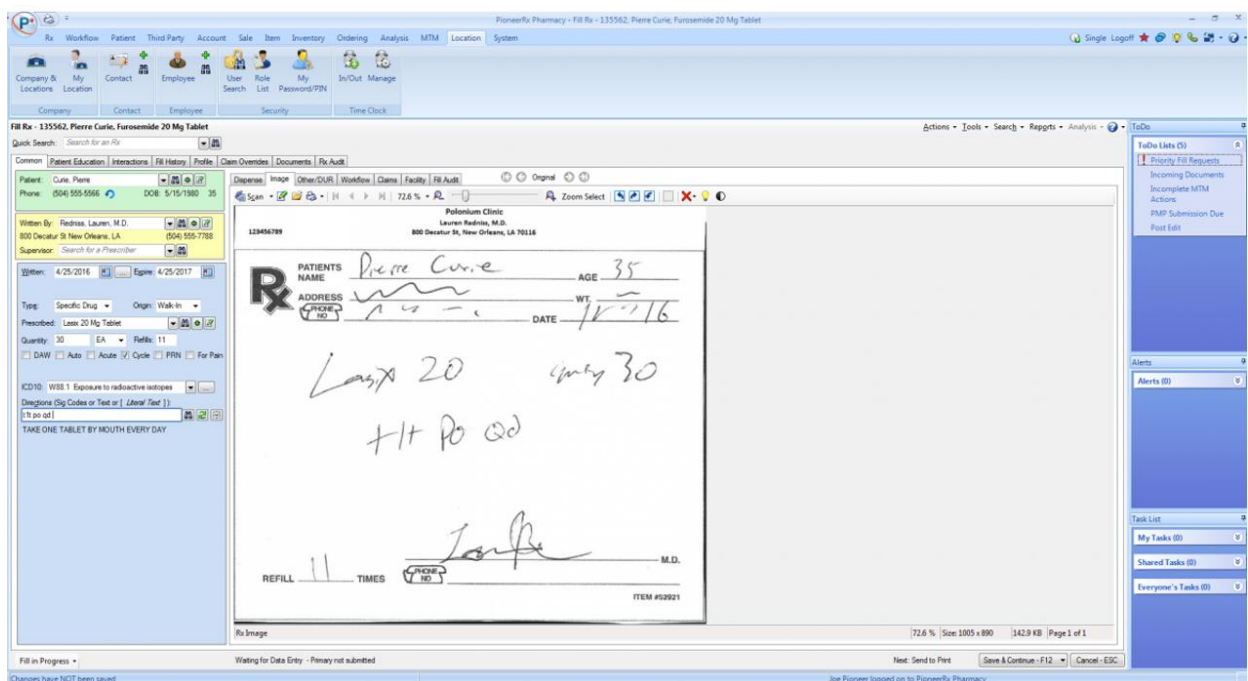 PioneerRx Pharmacy - Fill Rx - 135562, Pierre Curie, Furosemide 20 Mg Tablet
Rx Workflow Patient Third Party Account Sale Item Inventory Ordering Analysis MTM Location System
Single Logoff
Company & Locations My Location Contact Employee User Search Role List My Password/PIN In/Out Manage
Company Contact Employee Security Time Clock
Fill Rx - 135562, Pierre Curie, Furosemide 20 Mg Tablet
Actions Tools Search Reports Analysis
Quick Search: Search for an Rx
Common Patient Education Interactions Fill History Profile Claim Overrides Documents Rx Audit
Patient: Curie, Pierre
Phone: (504) 555-5566 DOB: 5/15/1980 35
Written By: Redniss, Lauren, M.D.
800 Decatur St New Orleans, LA (504) 555-7788
Supervisor: Search for a Prescriber
Written: 4/25/2016 ... Expire: 4/25/2017
Type: Specific Drug Origin: Walk-In
Prescribed: Lasix 20 Mg Tablet
Quantity: 30 EA Refills: 11
DAW Auto Acute Cycle PRN For Pain
ICD10: W88.1 Exposure to radioactive isotopes ...
Directions (Sig Codes or Text or [ Literal Text ]):
t1t po qd
TAKE ONE TABLET BY MOUTH EVERY DAY
Dispense Image Other/DUR Workflow Claims Facility Fill Audit
Original
Scan 72.6 % Zoom Select
Polonium Clinic
Lauren Redniss, M.D.
123456789 800 Decatur St, New Orleans, LA 70116
Rx
PATIENTS NAME Pierre Curie AGE 35
ADDRESS WT.
PHONE NO DATE
Lasix 20 30
t1t po qd
M.D.
REFILL 11 TIMES PHONE NO
ITEM #52921
Rx Image 72.6 % Size: 1005 x 890 142.9 KB Page 1 of 1
Fill in Progress Waiting for Data Entry - Primary not submitted Next: Send to Print Save & Continue - F12 Cancel - ESC
Changes have NOT been saved Joe Pioneer logged on to PioneerRx Pharmacy
ToDo
ToDo Lists (5)
Priority Fill Requests
Incoming Documents
Incomplete MTM
Actions
PMP Submission Due
Post Edit
Alerts
Alerts (0)
Task List
My Tasks (0)
Shared Tasks (0)
Everyone's Tasks (0)